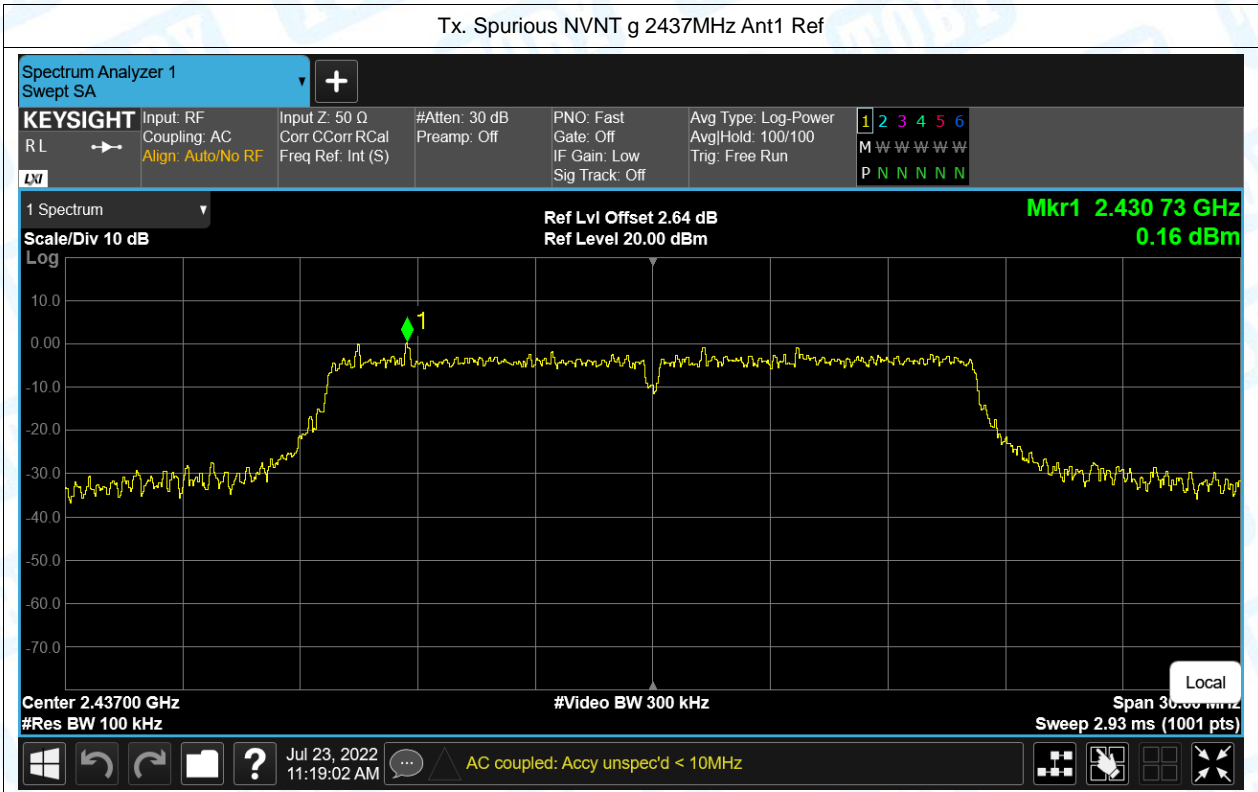 Tx. Spurious NVNT g 2437MHz Ant1 Ref
Spectrum Analyzer 1
Swept SA
KEYSIGHT
RL
LXI
Input: RF
Coupling: AC
Align: Auto/No RF
Input Z: 50 Ω
Corr CCorr RCal
Freq Ref: Int (S)
#Atten: 30 dB
Preamp: Off
PNO: Fast
Gate: Off
IF Gain: Low
Sig Track: Off
Avg Type: Log-Power
Avg|Hold: 100/100
Trig: Free Run
1 2 3 4 5 6
M W W W W W
P N N N N N
1 Spectrum
Scale/Div 10 dB
Ref Lvl Offset 2.64 dB
Ref Level 20.00 dBm
Mkr1 2.430 73 GHz
0.16 dBm
Log
10.0
0.00
-10.0
-20.0
-30.0
-40.0
-50.0
-60.0
-70.0
1
Center 2.43700 GHz
#Res BW 100 kHz
#Video BW 300 kHz
Span 30.00 MHz
Sweep 2.93 ms (1001 pts)
Local
?
Jul 23, 2022
11:19:02 AM
AC coupled: Accy unspec'd < 10MHz